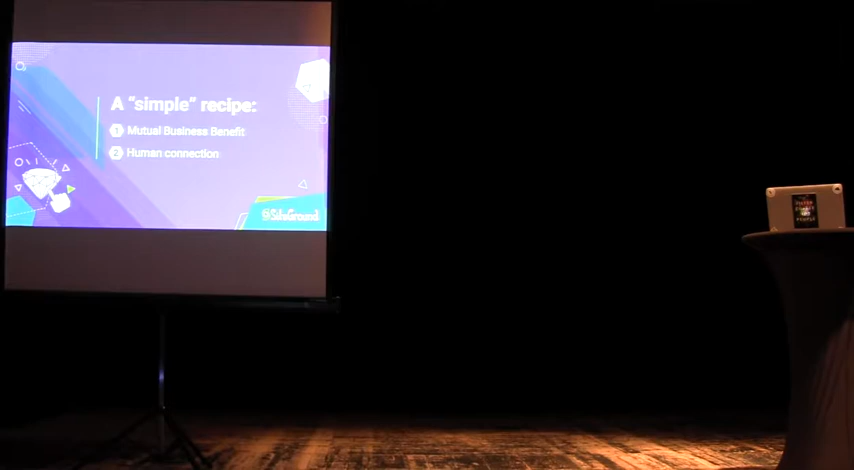 A “simple” recipe:
1 Mutual Business Benefit
2 Human connection
SiteGround